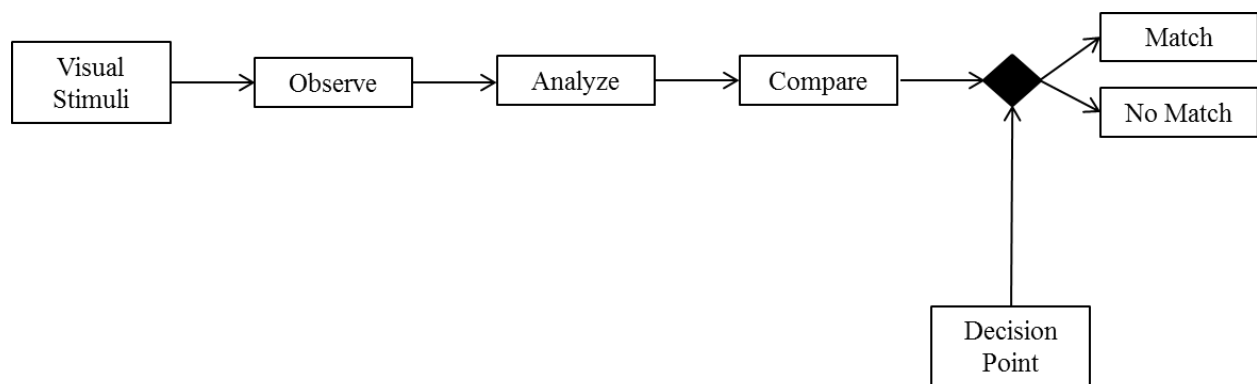 Visual
Stimuli
Observe
Analyze
Compare
Match
No Match
Decision
Point